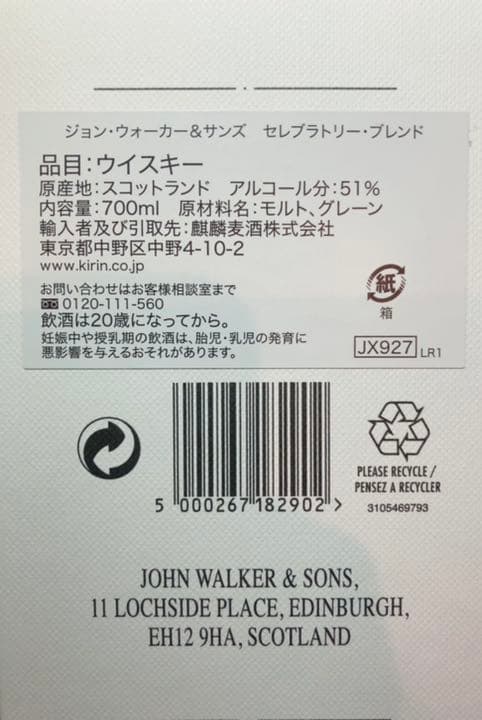 ジョン・ウォーカー&サンズ　セレブラトリー・ブレンド
品目：ウイスキー
原産地：スコットランド　アルコール分：51%
内容量：700ml　原材料名：モルト、グレーン
輸入者及び引取先：麒麟麦酒株式会社
東京都中野区中野4-10-2
www.kirin.co.jp
お問い合わせはお客様相談室まで
0120-111-560
飲酒は20歳になってから。
妊娠中や授乳期の飲酒は、胎児・乳児の発育に
悪影響を与えるおそれがあります。
紙
箱
JX927 LR1
5 000267 182902 >
PLEASE RECYCLE /
PENSEZ A RECYCLER
3105469793
JOHN WALKER & SONS,
11 LOCHSIDE PLACE, EDINBURGH,
EH12 9HA, SCOTLAND